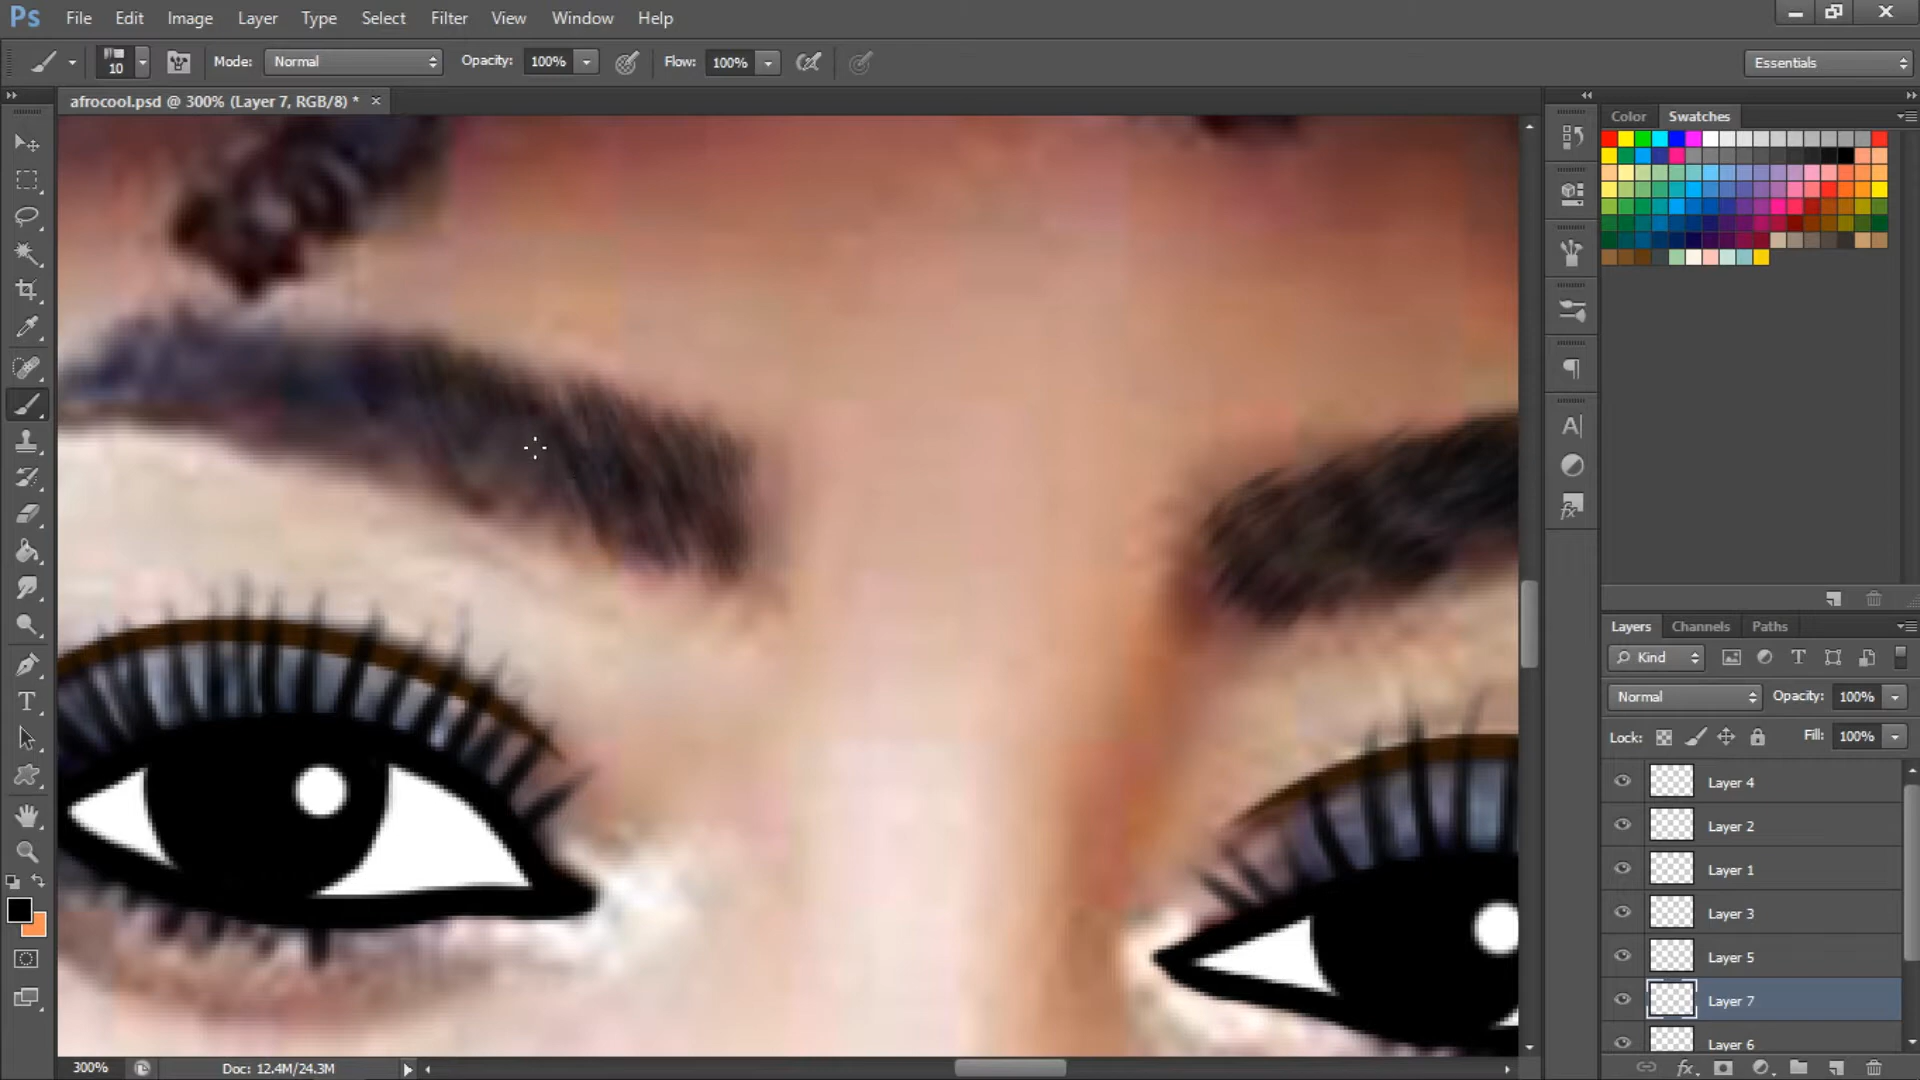 Ps File Edit Image Layer Type Select Filter View Window Help
10 Mode: Normal Opacity: 100% Flow: 100% Essentials
afrocool.psd @ 300% (Layer 7, RGB/8) *
Color Swatches
Layers Channels Paths
Kind
Normal Opacity: 100%
Lock: Fill: 100%
Layer 4
Layer 2
Layer 1
Layer 3
Layer 5
Layer 7
Layer 6
300% Doc: 12.4M/24.3M